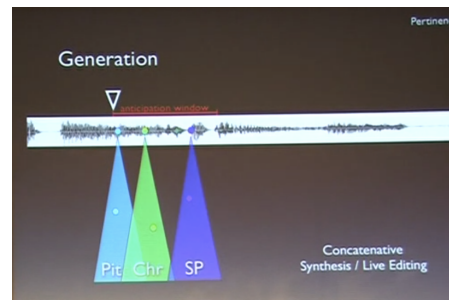 Pertinen
Generation
anticipation window
Pit
Chr
SP
Concatenative
Synthesis / Live Editing